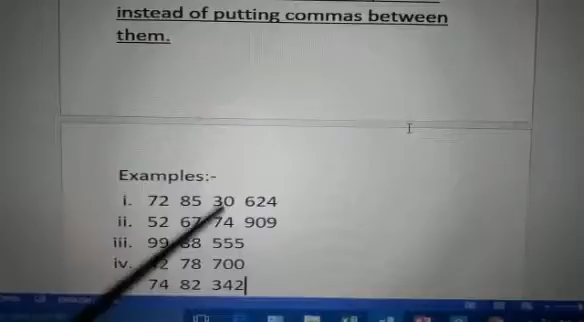 instead of putting commas between
them.
Examples:-
i. 72 85 30 624
ii. 52 67 74 909
iii. 99 88 555
iv. 78 700
74 82 342